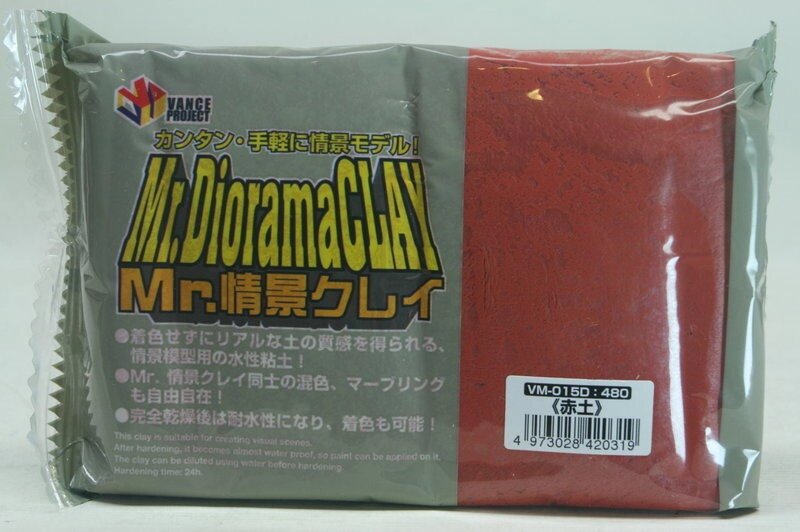 VANCE
PROJECT
カンタン・手軽に情景モデル!
Mr.DioramaCLAY
Mr.情景クレイ
●着色せずにリアルな土の質感を得られる、
情景模型用の水性粘土!
●Mr. 情景クレイ同士の混色、マーブリング
も自由自在!
●完全乾燥後は耐水性になり、着色も可能!
This clay is suitable for creating visual scenes.
After hardening, it becomes almost water proof, so paint can be applied on it.
The clay can be diluted using water before hardening.
Hardening time: 24h.
VM-015D:480
《赤土》
4 973028 420319